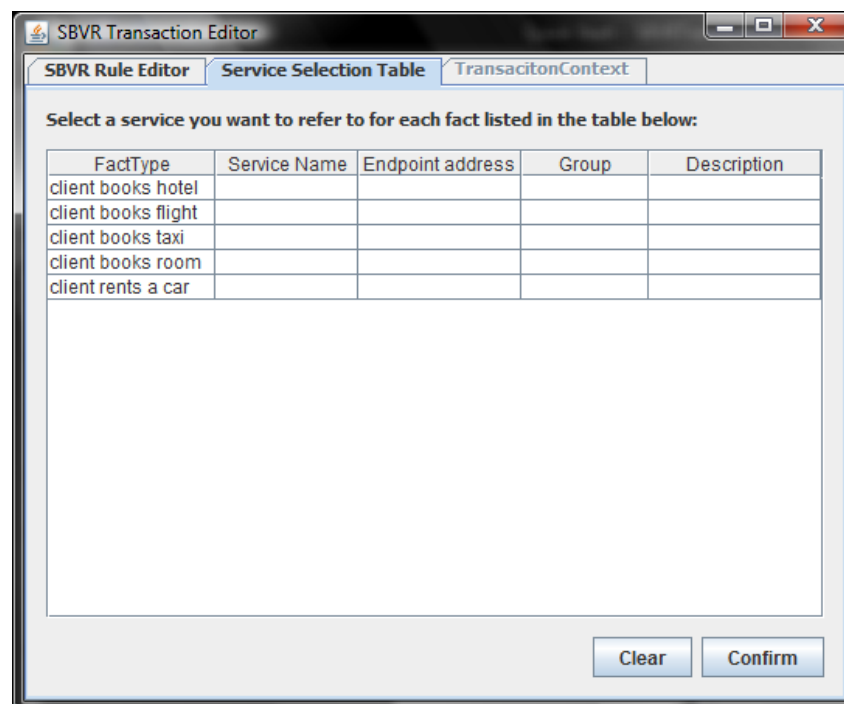 SBVR Transaction Editor
SBVR Rule Editor Service Selection Table TransacitonContext
Select a service you want to refer to for each fact listed in the table below:
FactType Service Name Endpoint address Group Description
client books hotel
client books flight
client books taxi
client books room
client rents a car
Clear Confirm